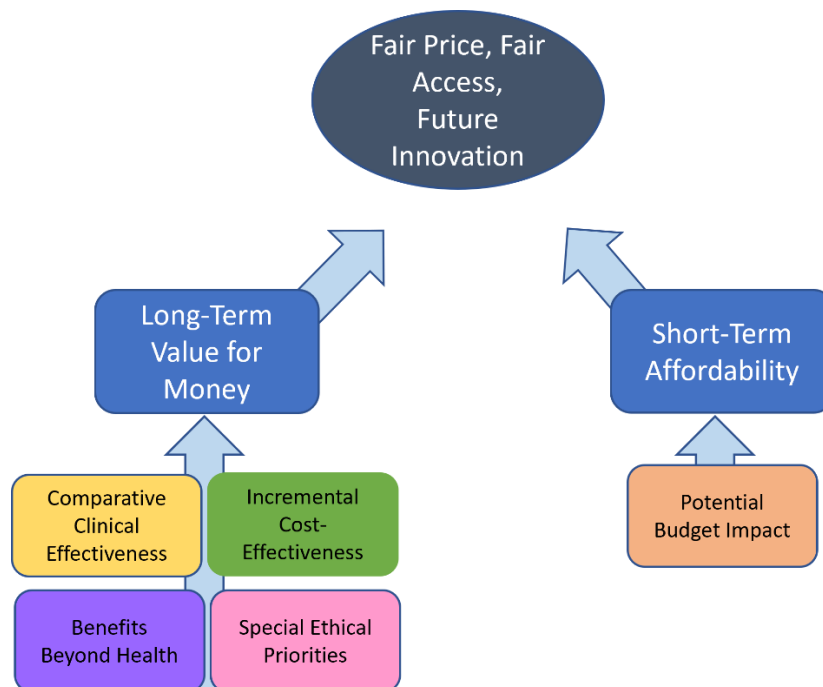 Fair Price, Fair
Access,
Future
Innovation
Long-Term
Value for
Money
Short-Term
Affordability
Comparative
Clinical
Effectiveness
Incremental
Cost-
Effectiveness
Potential
Budget Impact
Benefits
Beyond Health
Special Ethical
Priorities